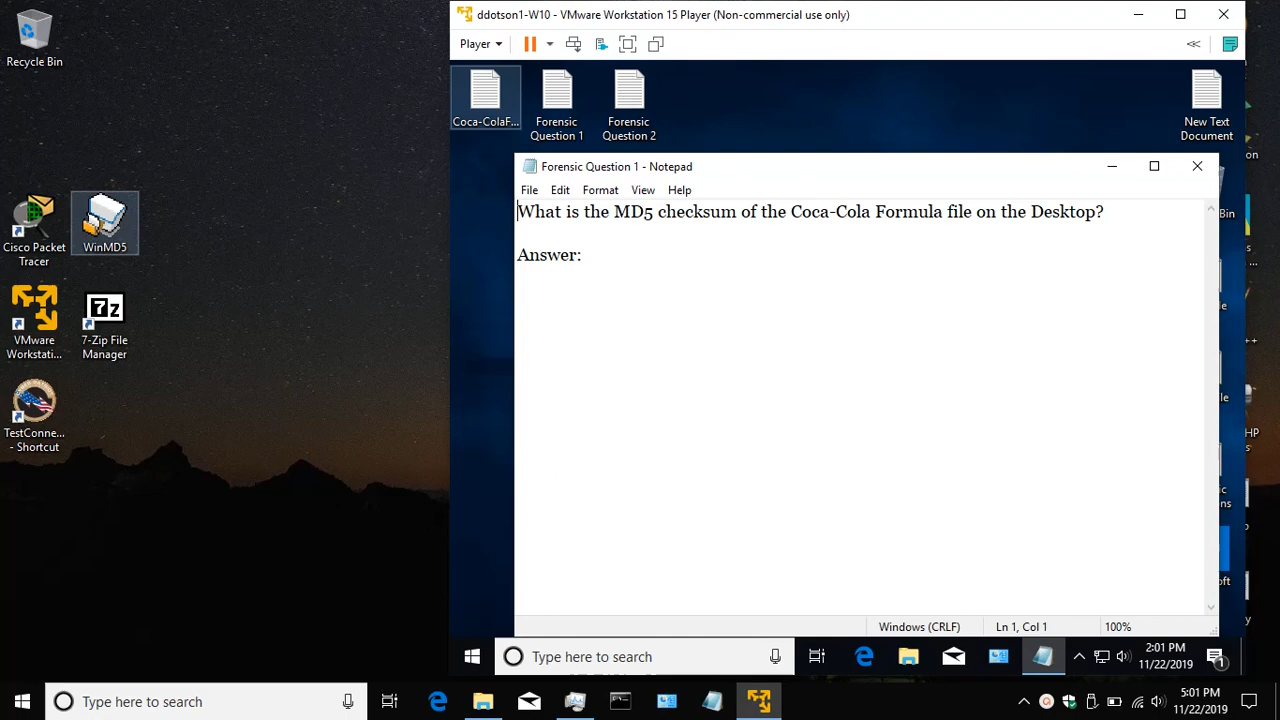 Recycle Bin
Cisco Packet
Tracer
WinMD5
VMware
Workstati...
7-Zip File
Manager
7z
TestConne...
- Shortcut
ddotson1-W10 - VMware Workstation 15 Player (Non-commercial use only)
Player
Coca-ColaF...
Forensic
Question 1
Forensic
Question 2
New Text
Document
Forensic Question 1 - Notepad
File Edit Format View Help
What is the MD5 checksum of the Coca-Cola Formula file on the Desktop?
Answer:
Bin
Windows (CRLF) Ln 1, Col 1 100%
Type here to search
2:01 PM
11/22/2019
1
Type here to search
5:01 PM
11/22/2019